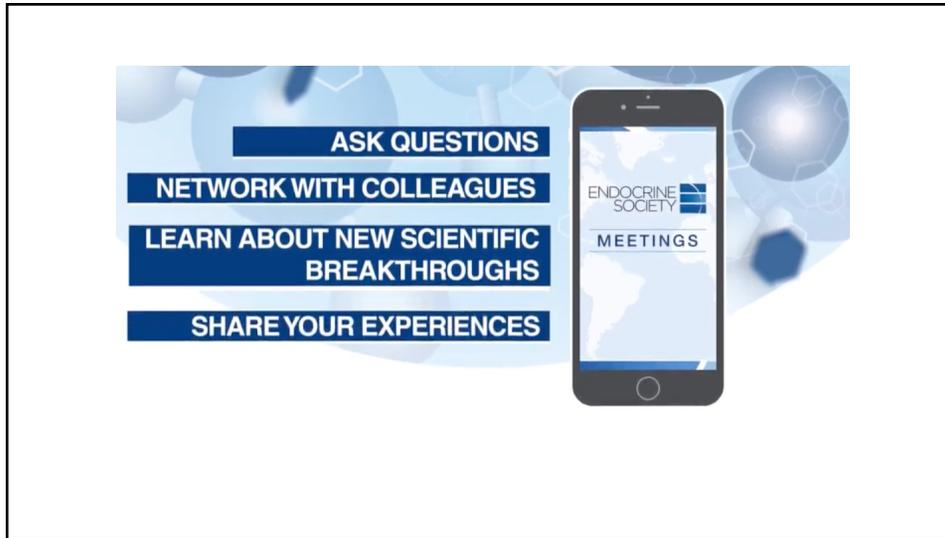 ASK QUESTIONS
NETWORK WITH COLLEAGUES
LEARN ABOUT NEW SCIENTIFIC
BREAKTHROUGHS
SHARE YOUR EXPERIENCES
ENDOCRINE
SOCIETY
MEETINGS